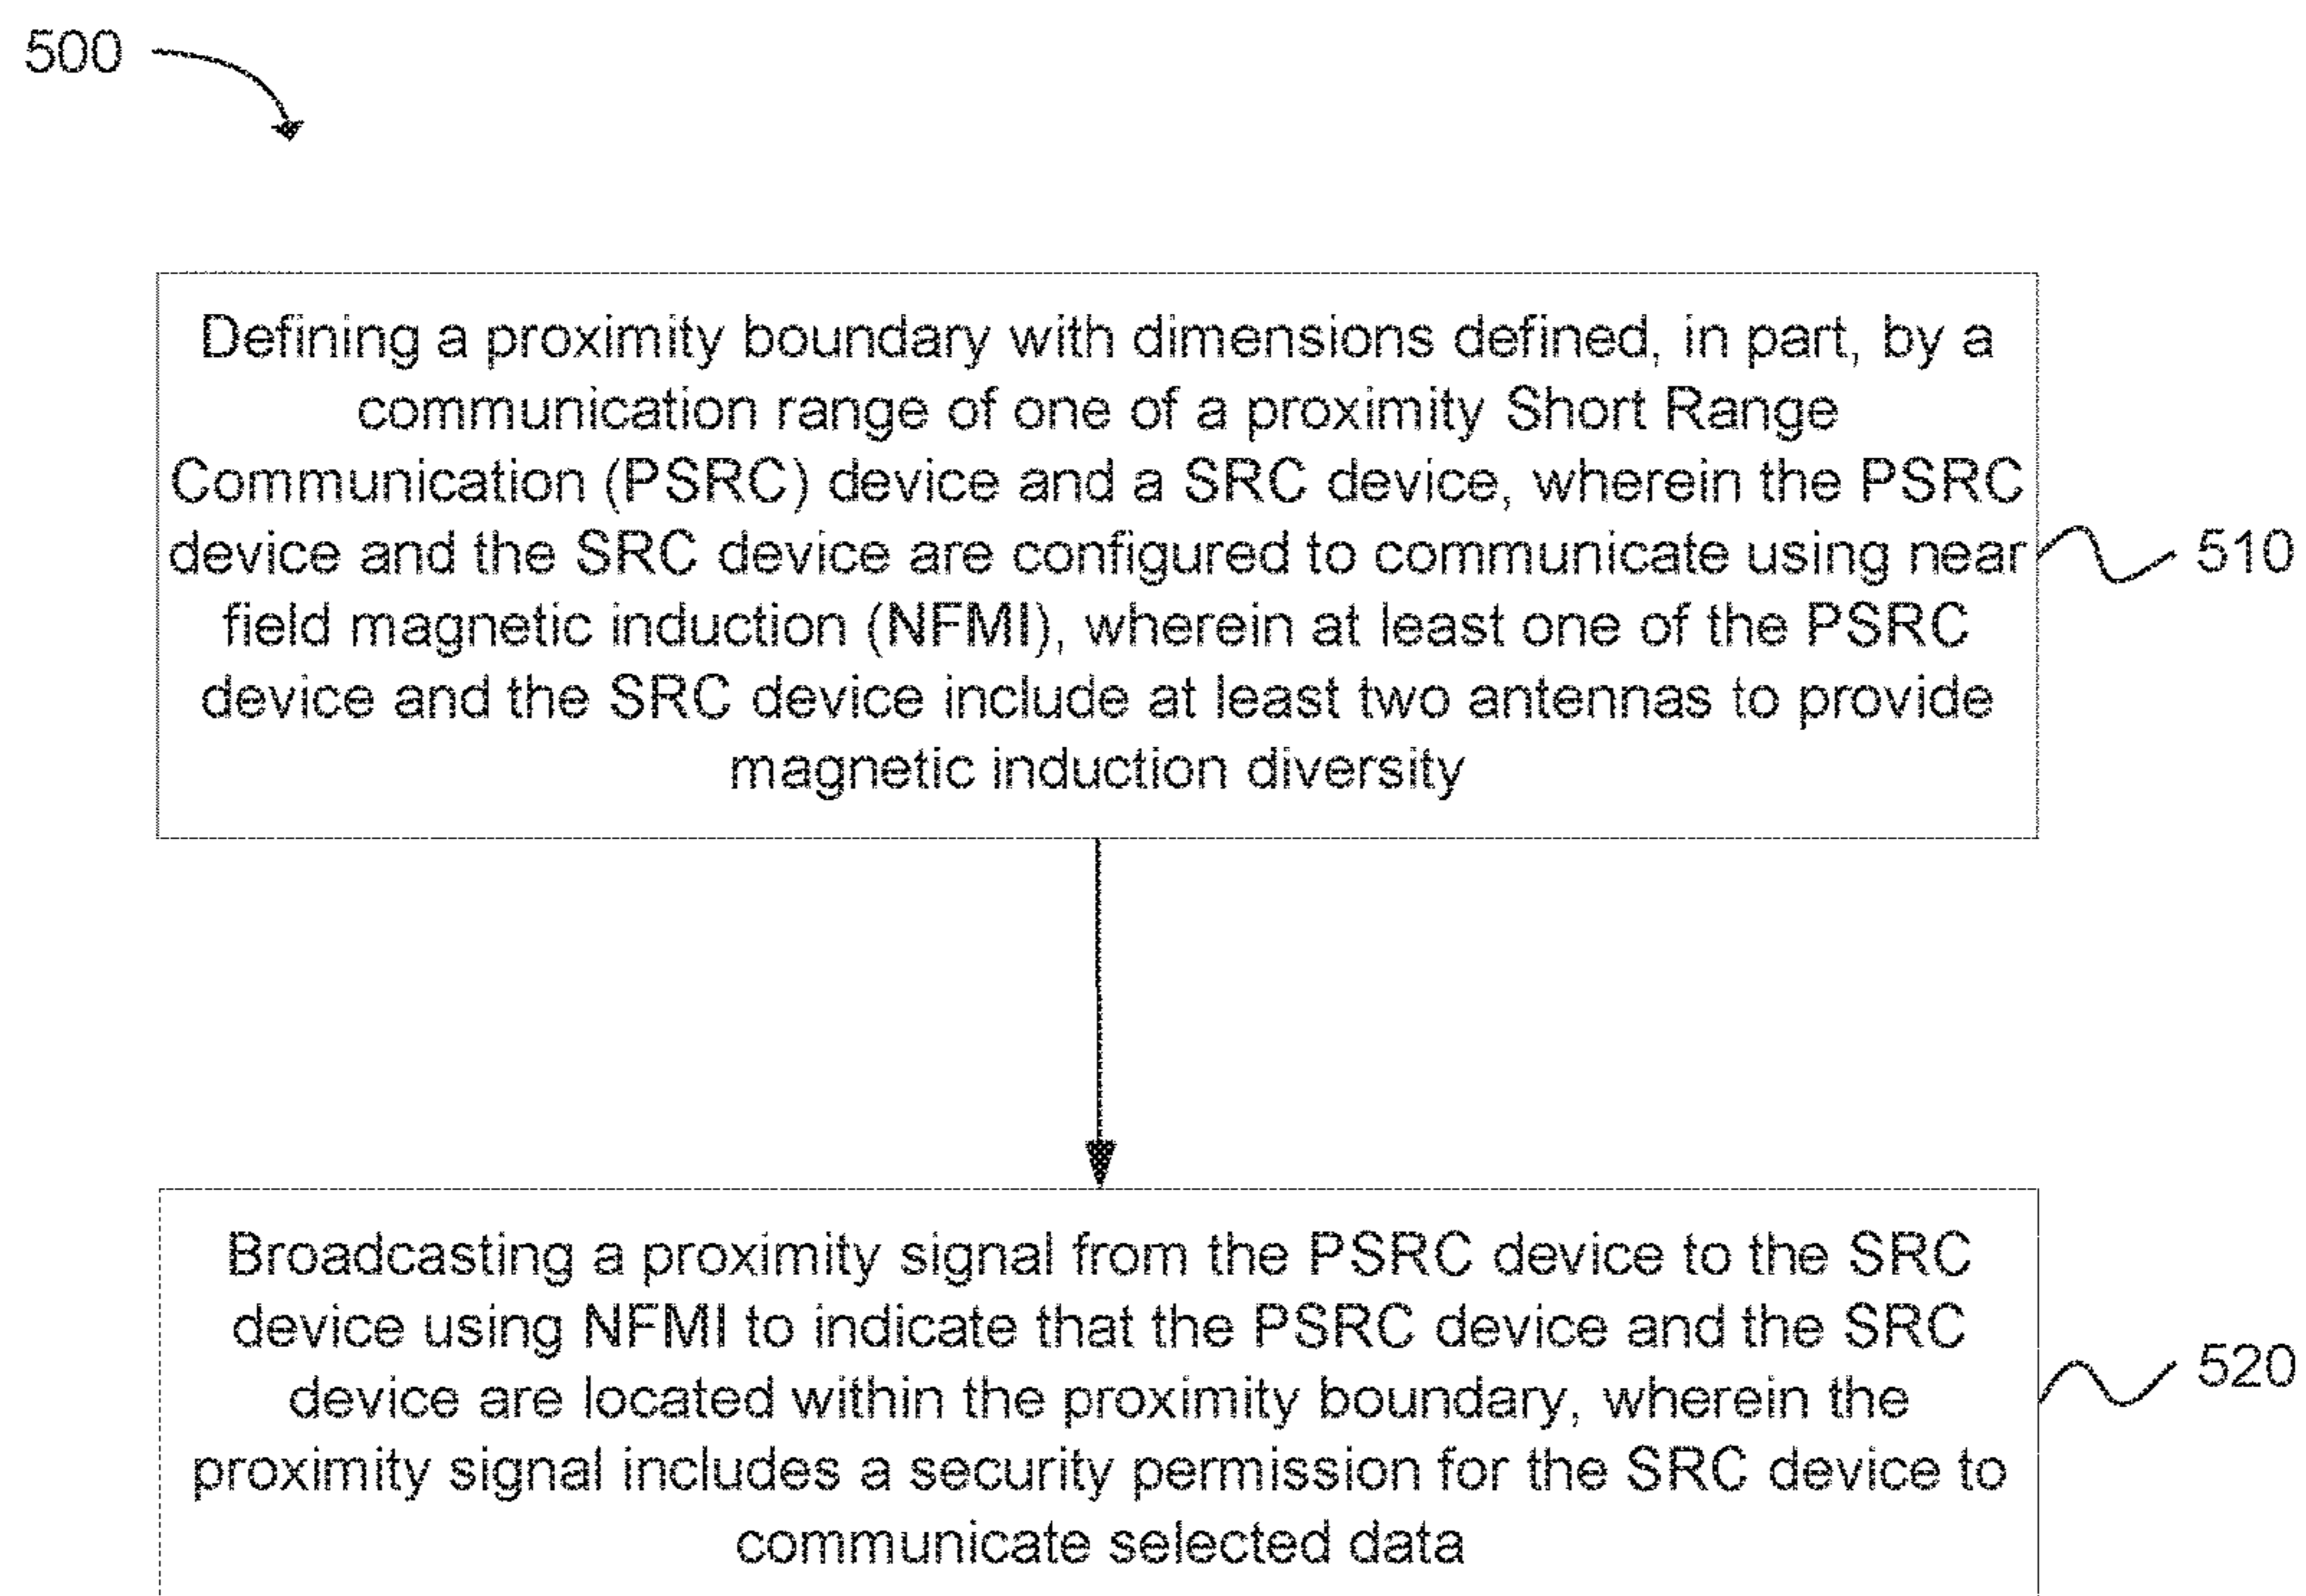 500
Defining a proximity boundary with dimensions defined, in part, by a
communication range of one of a proximity Short Range
Communication (PSRC) device and a SRC device, wherein the PSRC
device and the SRC device are configured to communicate using near
field magnetic induction (NFMI), wherein at least one of the PSRC
device and the SRC device include at least two antennas to provide
magnetic induction diversity
510
Broadcasting a proximity signal from the PSRC device to the SRC
device using NFMI to indicate that the PSRC device and the SRC
device are located within the proximity boundary, wherein the
proximity signal includes a security permission for the SRC device to
communicate selected data
520